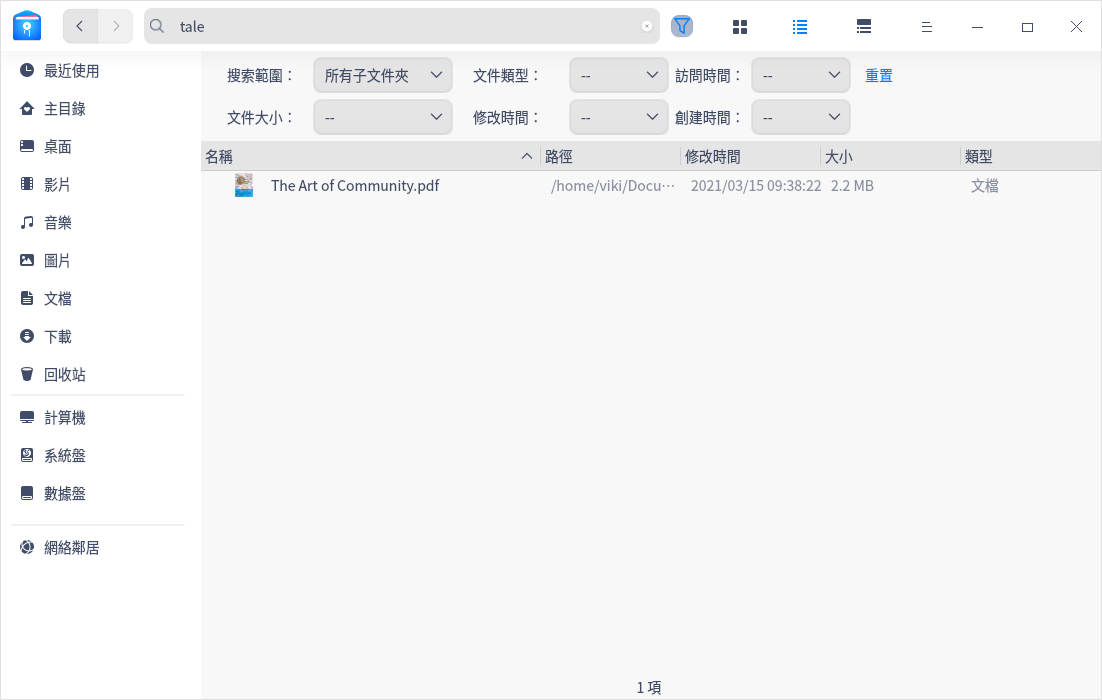 tale
最近使用
主目錄
桌面
影片
音樂
圖片
文檔
下載
回收站
計算機
系統盤
數據盤
網絡鄰居
搜索範圍： 所有子文件夾 文件類型： -- 訪問時間： -- 重置
文件大小： -- 修改時間： -- 創建時間： --
名稱 路徑 修改時間 大小 類型
The Art of Community.pdf /home/viki/Docu··· 2021/03/15 09:38:22 2.2 MB 文檔
1 項